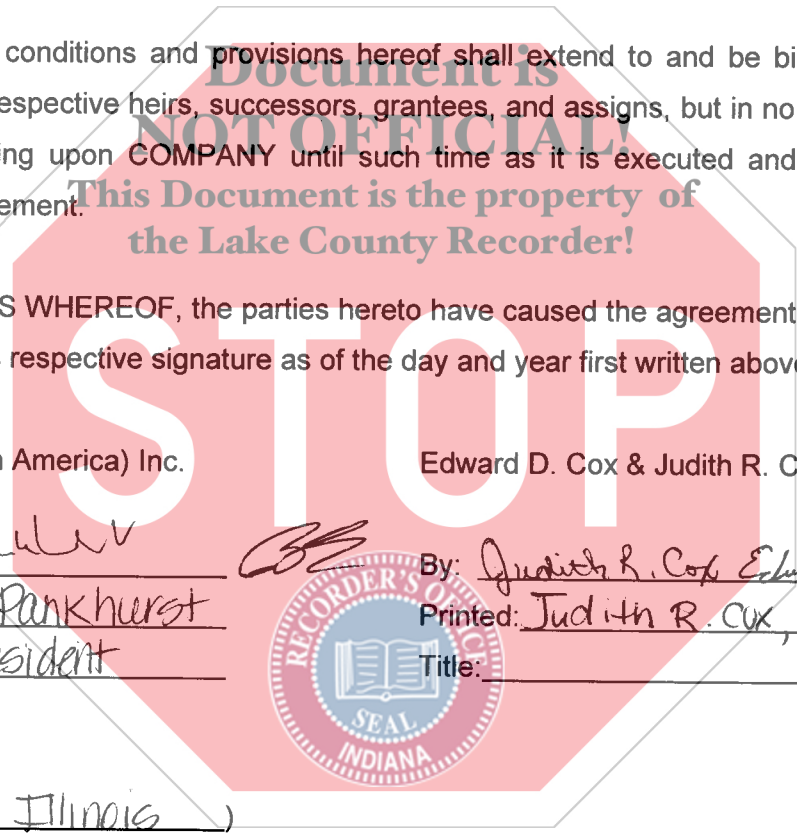 conditions and provisions hereof shall extend to and be bi
Document is
espective heirs, successors, grantees, and assigns, but in no
NOT OFFICIAL!
ing upon COMPANY until such time as it is executed and
This Document is the property of
ement.
the Lake County Recorder!
S WHEREOF, the parties hereto have caused the agreement
respective signature as of the day and year first written above
STOP
America) Inc.
Edward D. Cox & Judith R. C
By: Judith R. Cox
Pankhurst
Printed: Judith R. Cox
sident
Title:
RECORDER'S OFFICE
SEAL
INDIANA
Illinois )